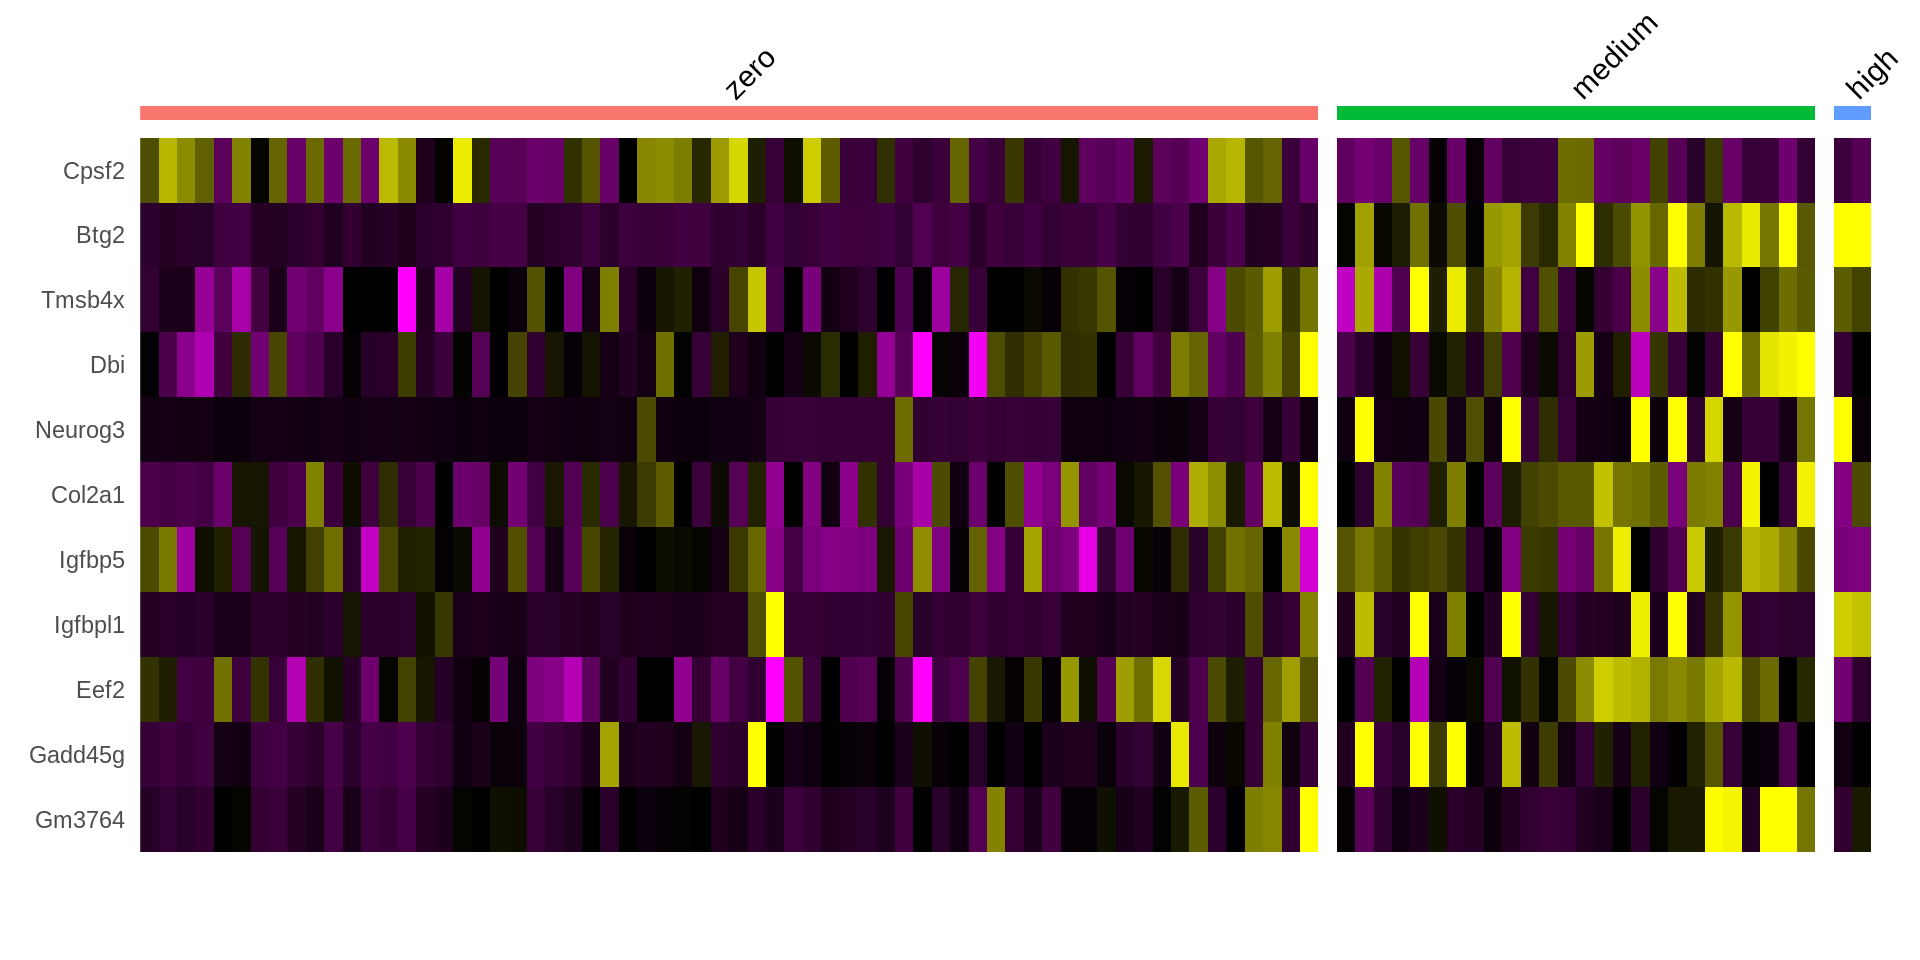 zero
medium
high
Cpsf2
Btg2
Tmsb4x
Dbi
Neurog3
Col2a1
Igfbp5
Igfbpl1
Eef2
Gadd45g
Gm3764